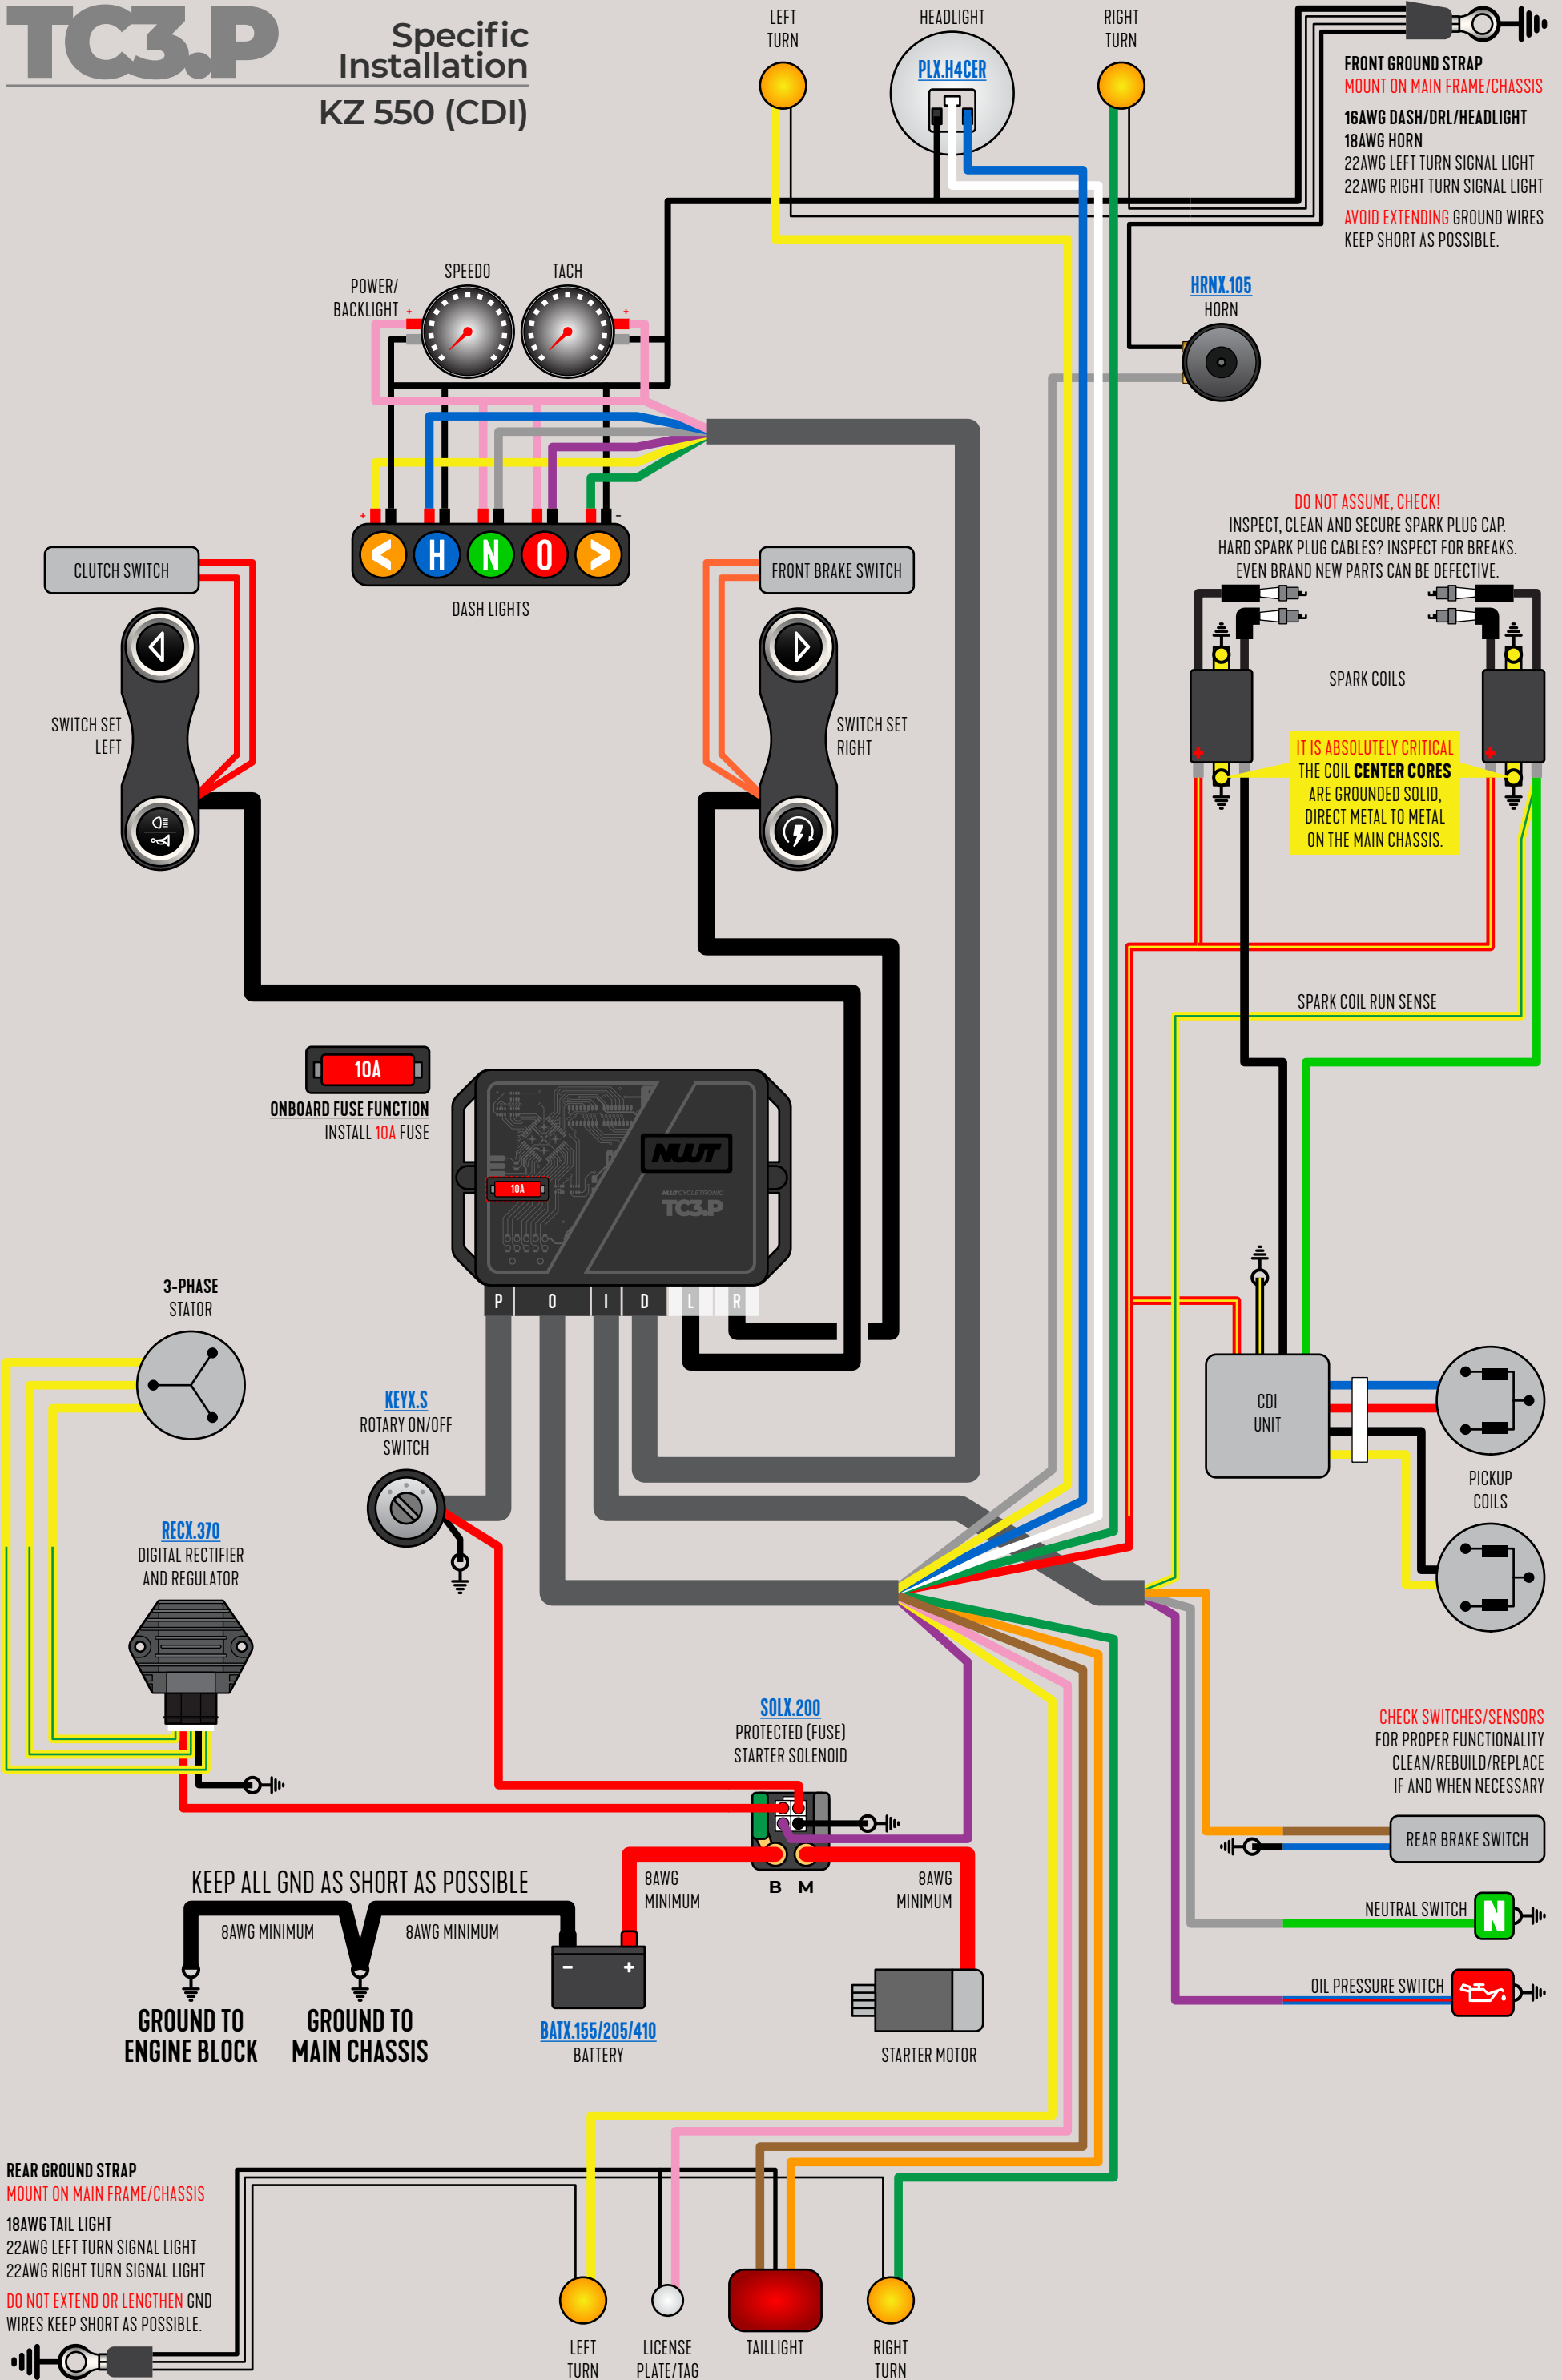 TC3.P
Specific
Installation
KZ 550 (CDI)
LEFT
TURN
HEADLIGHT
PLX.H4CER
RIGHT
TURN
FRONT GROUND STRAP
MOUNT ON MAIN FRAME/CHASSIS
16AWG DASH/DRL/HEADLIGHT
18AWG HORN
22AWG LEFT TURN SIGNAL LIGHT
22AWG RIGHT TURN SIGNAL LIGHT
AVOID EXTENDING GROUND WIRES
KEEP SHORT AS POSSIBLE.
POWER/
BACKLIGHT
SPEEDO
TACH
+
+
HRNX.105
HORN
+
-
< H N O >
DASH LIGHTS
CLUTCH SWITCH
FRONT BRAKE SWITCH
SWITCH SET
LEFT
SWITCH SET
RIGHT
DO NOT ASSUME, CHECK!
INSPECT, CLEAN AND SECURE SPARK PLUG CAP.
HARD SPARK PLUG CABLES? INSPECT FOR BREAKS.
EVEN BRAND NEW PARTS CAN BE DEFECTIVE.
SPARK COILS
+
+
IT IS ABSOLUTELY CRITICAL
THE COIL CENTER CORES
ARE GROUNDED SOLID,
DIRECT METAL TO METAL
ON THE MAIN CHASSIS.
SPARK COIL RUN SENSE
10A
ONBOARD FUSE FUNCTION
INSTALL 10A FUSE
NWT
10A
NWT CYCLETRONIC
TC3.P
P O I D L R
3-PHASE
STATOR
KEYX.S
ROTARY ON/OFF
SWITCH
CDI
UNIT
PICKUP
COILS
RECX.370
DIGITAL RECTIFIER
AND REGULATOR
SOLX.200
PROTECTED (FUSE)
STARTER SOLENOID
B M
8AWG
MINIMUM
8AWG
MINIMUM
CHECK SWITCHES/SENSORS
FOR PROPER FUNCTIONALITY
CLEAN/REBUILD/REPLACE
IF AND WHEN NECESSARY
REAR BRAKE SWITCH
NEUTRAL SWITCH
N
OIL PRESSURE SWITCH
KEEP ALL GND AS SHORT AS POSSIBLE
8AWG MINIMUM
8AWG MINIMUM
GROUND TO
ENGINE BLOCK
GROUND TO
MAIN CHASSIS
- +
BATX.155/205/410
BATTERY
STARTER MOTOR
REAR GROUND STRAP
MOUNT ON MAIN FRAME/CHASSIS
18AWG TAIL LIGHT
22AWG LEFT TURN SIGNAL LIGHT
22AWG RIGHT TURN SIGNAL LIGHT
DO NOT EXTEND OR LENGTHEN GND
WIRES KEEP SHORT AS POSSIBLE.
LEFT
TURN
LICENSE
PLATE/TAG
TAILLIGHT
RIGHT
TURN